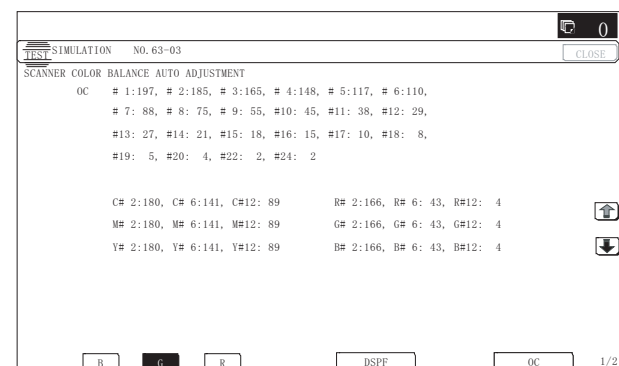 0
TEST SIMULATION NO.63-03 CLOSE
SCANNER COLOR BALANCE AUTO ADJUSTMENT
OC # 1:197, # 2:185, # 3:165, # 4:148, # 5:117, # 6:110,
# 7: 88, # 8: 75, # 9: 55, #10: 45, #11: 38, #12: 29,
#13: 27, #14: 21, #15: 18, #16: 15, #17: 10, #18: 8,
#19: 5, #20: 4, #22: 2, #24: 2
C# 2:180, C# 6:141, C#12: 89 R# 2:166, R# 6: 43, R#12: 4
M# 2:180, M# 6:141, M#12: 89 G# 2:166, G# 6: 43, G#12: 4
Y# 2:180, Y# 6:141, Y#12: 89 B# 2:166, B# 6: 43, B#12: 4
B G R DSPF OC 1/2